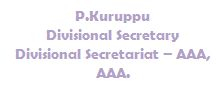 P.Kuruppu
Divisional Secretary
Divisional Secretariat – AAA,
AAA.